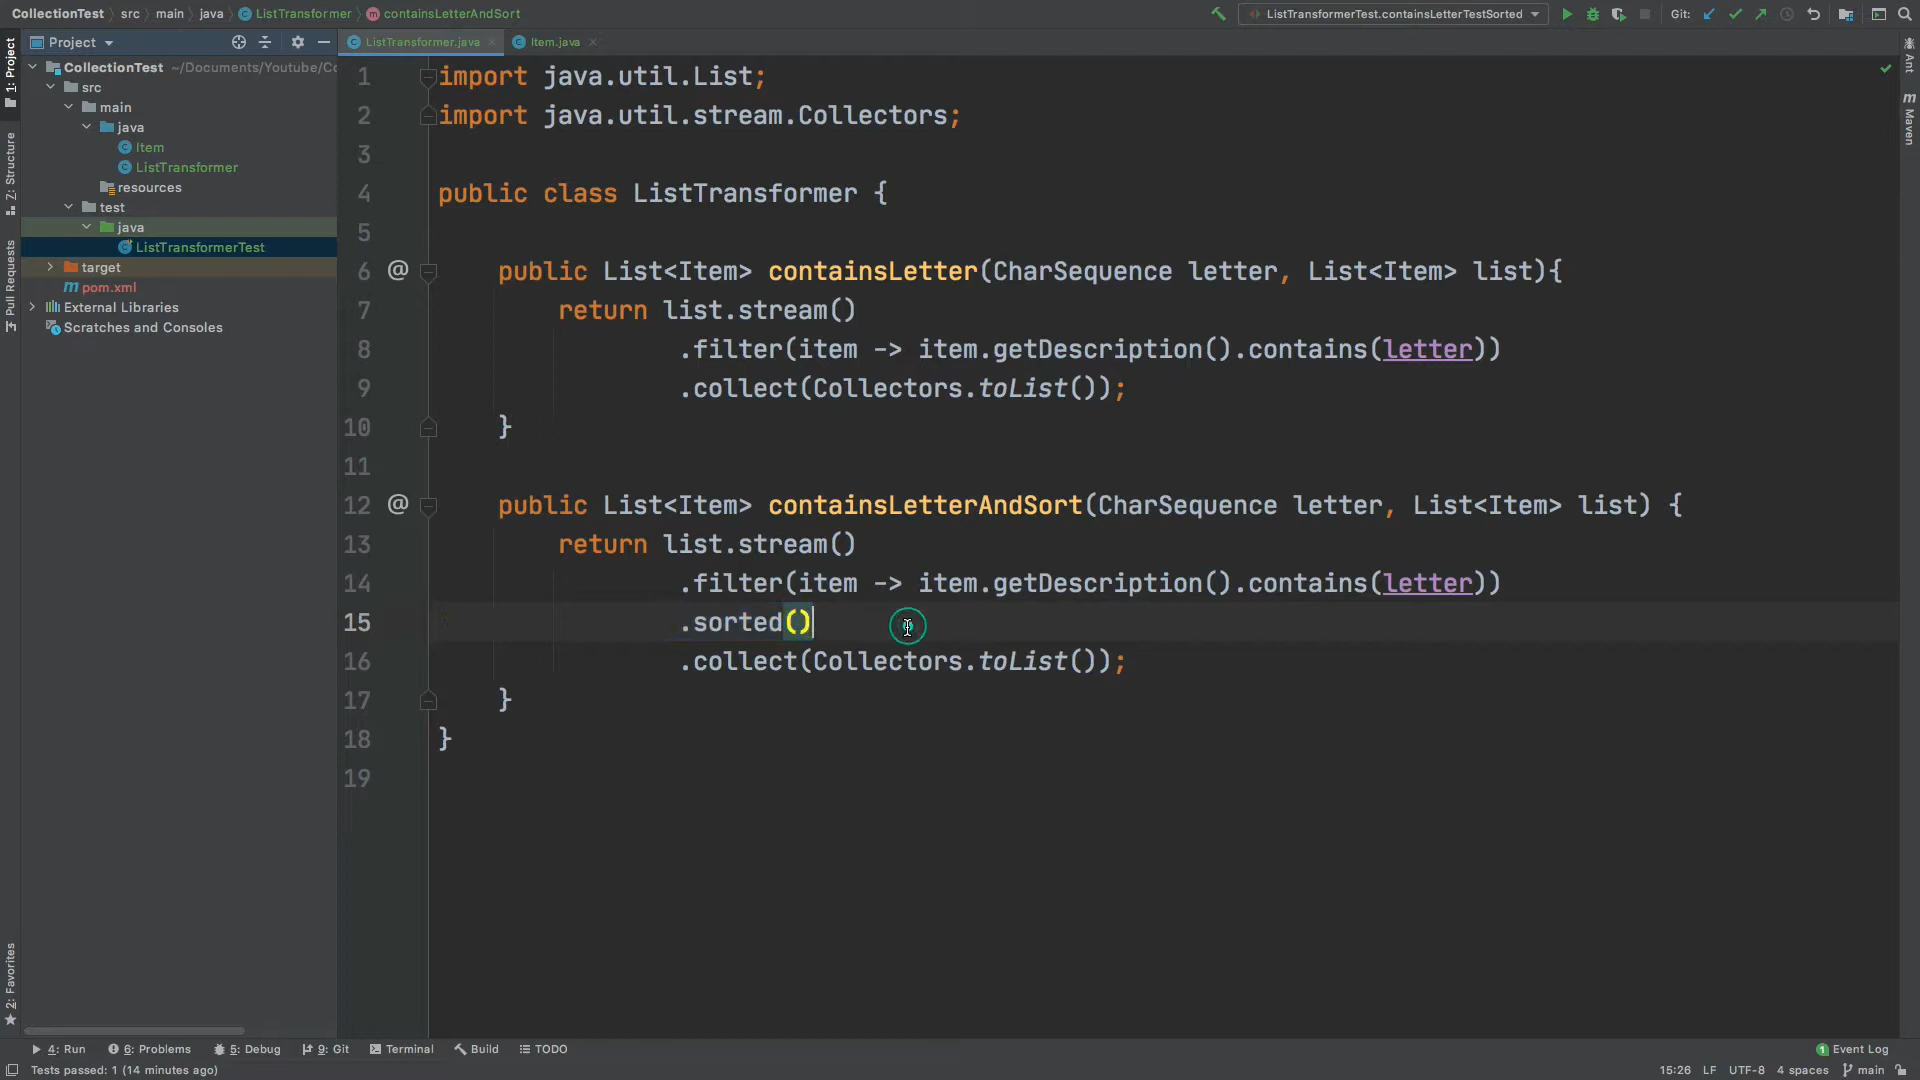 CollectionTest src main java ListTransformer containsLetterAndSort
ListTransformerTest.containsLetterTestSorted
Git:
Project
ListTransformer.java
Item.java
1: Project
Z: Structure
Pull Requests
2: Favorites
CollectionTest ~/Documents/Youtube/Co
src
main
java
Item
ListTransformer
resources
test
java
ListTransformerTest
target
pom.xml
External Libraries
Scratches and Consoles
1 import java.util.List;
2 import java.util.stream.Collectors;
3
4 public class ListTransformer {
5
6 @ public List<Item> containsLetter(CharSequence letter, List<Item> list){
7 return list.stream()
8 .filter(item -> item.getDescription().contains(letter))
9 .collect(Collectors.toList());
10 }
11
12 @ public List<Item> containsLetterAndSort(CharSequence letter, List<Item> list) {
13 return list.stream()
14 .filter(item -> item.getDescription().contains(letter))
15 .sorted()
16 .collect(Collectors.toList());
17 }
18 }
19
Ant
Maven
4: Run 6: Problems 5: Debug 9: Git Terminal Build TODO
1 Event Log
Tests passed: 1 (14 minutes ago)
15:26 LF UTF-8 4 spaces main